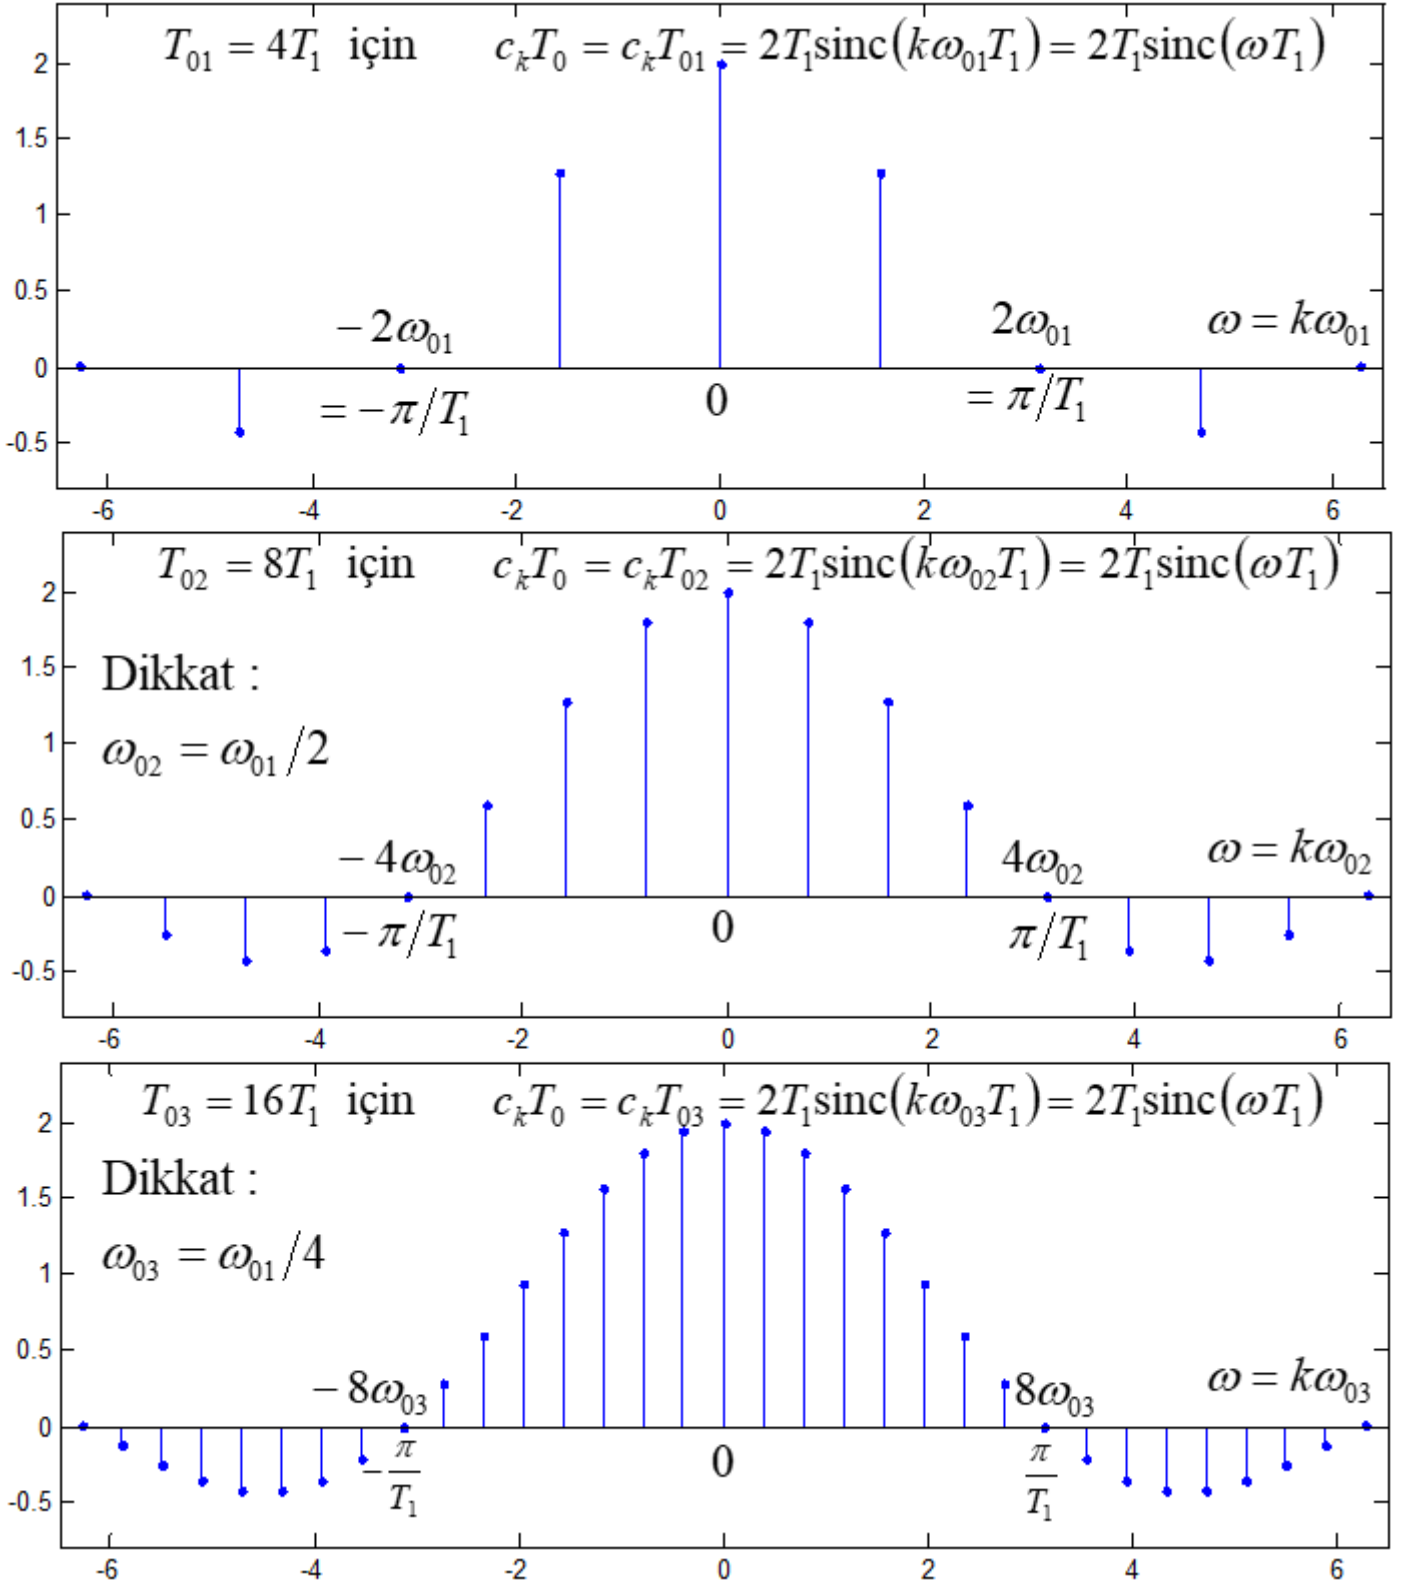 T₀₁ = 4T₁ için cₖT₀ = cₖT₀₁ = 2T₁sinc(kω₀₁T₁) = 2T₁sinc(ωT₁)
2
1.5
1
0.5
0
-0.5
−2ω₀₁
= −π/T₁
0
2ω₀₁
= π/T₁
ω = kω₀₁
-6 -4 -2 0 2 4 6
T₀₂ = 8T₁ için cₖT₀ = cₖT₀₂ = 2T₁sinc(kω₀₂T₁) = 2T₁sinc(ωT₁)
2
1.5
1
0.5
0
-0.5
Dikkat :
ω₀₂ = ω₀₁/2
−4ω₀₂
−π/T₁
0
4ω₀₂
π/T₁
ω = kω₀₂
-6 -4 -2 0 2 4 6
T₀₃ = 16T₁ için cₖT₀ = cₖT₀₃ = 2T₁sinc(kω₀₃T₁) = 2T₁sinc(ωT₁)
2
1.5
1
0.5
0
-0.5
Dikkat :
ω₀₃ = ω₀₁/4
−8ω₀₃
−π/T₁
0
8ω₀₃
π/T₁
ω = kω₀₃
-6 -4 -2 0 2 4 6